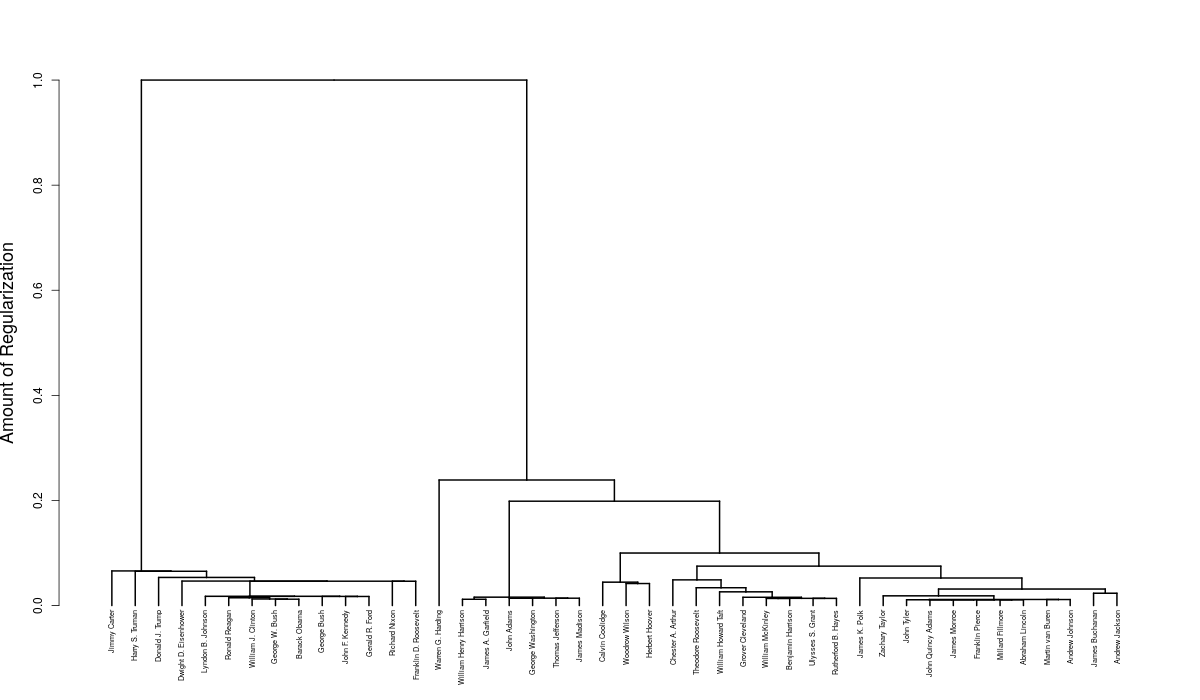 Amount of Regularization
1.0
0.8
0.6
0.4
0.2
0.0
Jimmy Carter
Harry S. Truman
Donald J. Trump
Dwight D. Eisenhower
Lyndon B. Johnson
Ronald Reagan
William J. Clinton
George W. Bush
Barack Obama
George Bush
John F. Kennedy
Gerald R. Ford
Richard Nixon
Franklin D. Roosevelt
Warren G. Harding
William Henry Harrison
James A. Garfield
John Adams
George Washington
Thomas Jefferson
James Madison
Calvin Coolidge
Woodrow Wilson
Herbert Hoover
Chester A. Arthur
Theodore Roosevelt
William Howard Taft
Grover Cleveland
William McKinley
Benjamin Harrison
Ulysses S. Grant
Rutherford B. Hayes
James K. Polk
Zachary Taylor
John Tyler
John Quincy Adams
James Monroe
Franklin Pierce
Millard Fillmore
Abraham Lincoln
Martin van Buren
Andrew Johnson
James Buchanan
Andrew Jackson